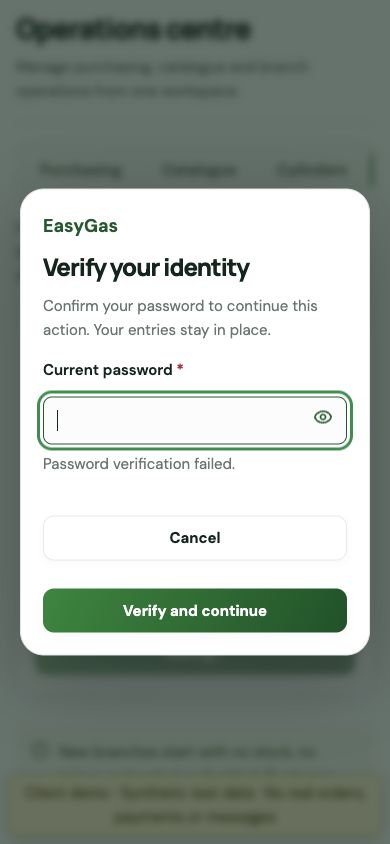 Operations centre
Manage purchasing, catalogue and branch
operations from one workspace.
Purchasing Catalogue Cylinders
EasyGas
Verify your identity
Confirm your password to continue this
action. Your entries stay in place.
Current password *
Password verification failed.
Cancel
Verify and continue
New branches start with no stock, no
Client demo · Synthetic test data · No real orders,
payments or messages